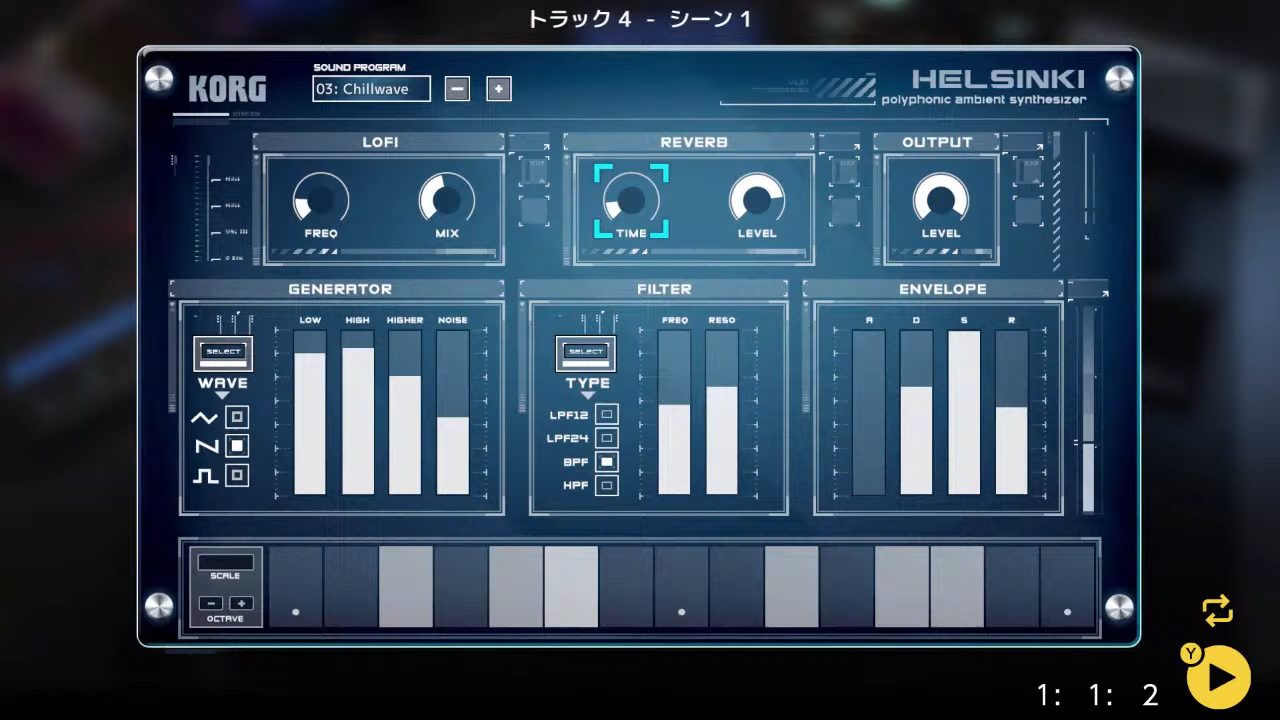 トラック 4 - シーン 1
KORG
SOUND PROGRAM
03: Chillwave
HELSINKI
polyphonic ambient synthesizer
LOFI
REVERB
OUTPUT
FREQ
MIX
TIME
LEVEL
LEVEL
GENERATOR
FILTER
ENVELOPE
LOW
HIGH
HIGHER
NOISE
FREQ
RESO
A
D
S
R
SELECT
SELECT
WAVE
TYPE
LPF12
LPF24
BPF
HPF
SCALE
OCTAVE
Y
1: 1: 2